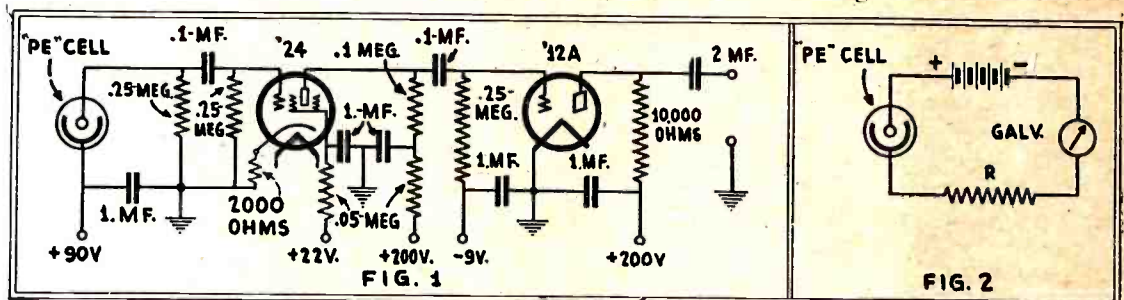 "PE" CELL
.1-MF.
'24
.1 MEG.
.1-MF.
'12A
2 MF.
.25-MEG.
.25-
MEG
1.-MF.
.25-
MEG.
10,000
OHMS
1.MF.
1.MF.
1.MF.
2000
OHMS
.05-MEG
+90V
+22V.
+200V.
-9V.
+200V
FIG. 1
"PE" CELL
+
-
GALV.
R
FIG. 2